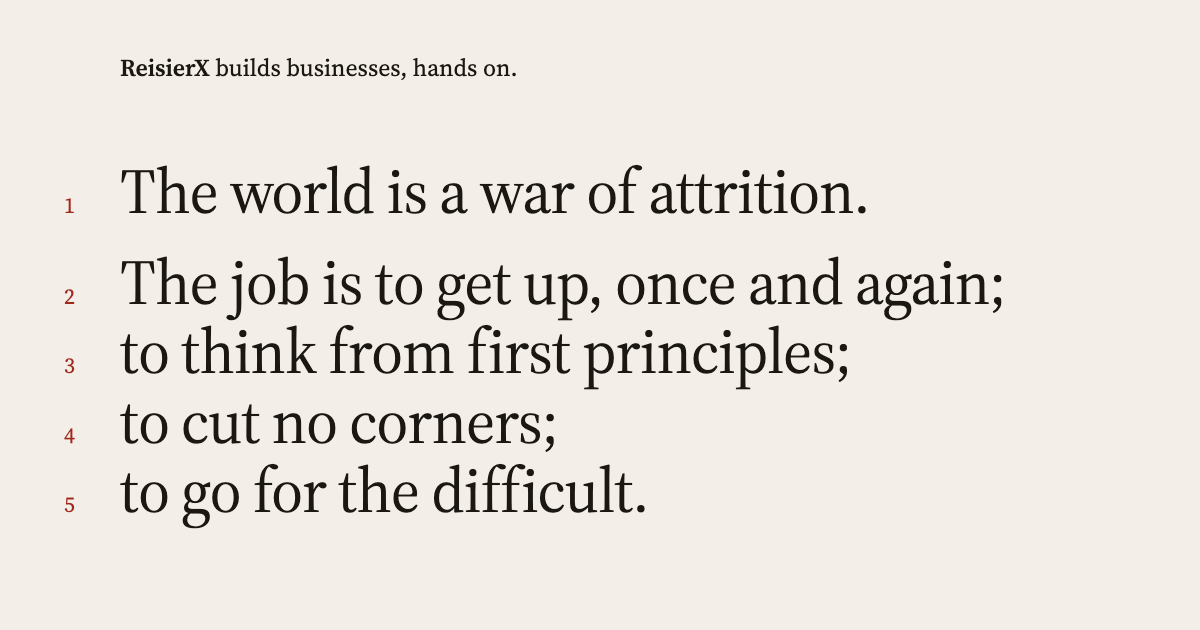 ReisierX builds businesses, hands on.
1 The world is a war of attrition.
2 The job is to get up, once and again;
3 to think from first principles;
4 to cut no corners;
5 to go for the difficult.